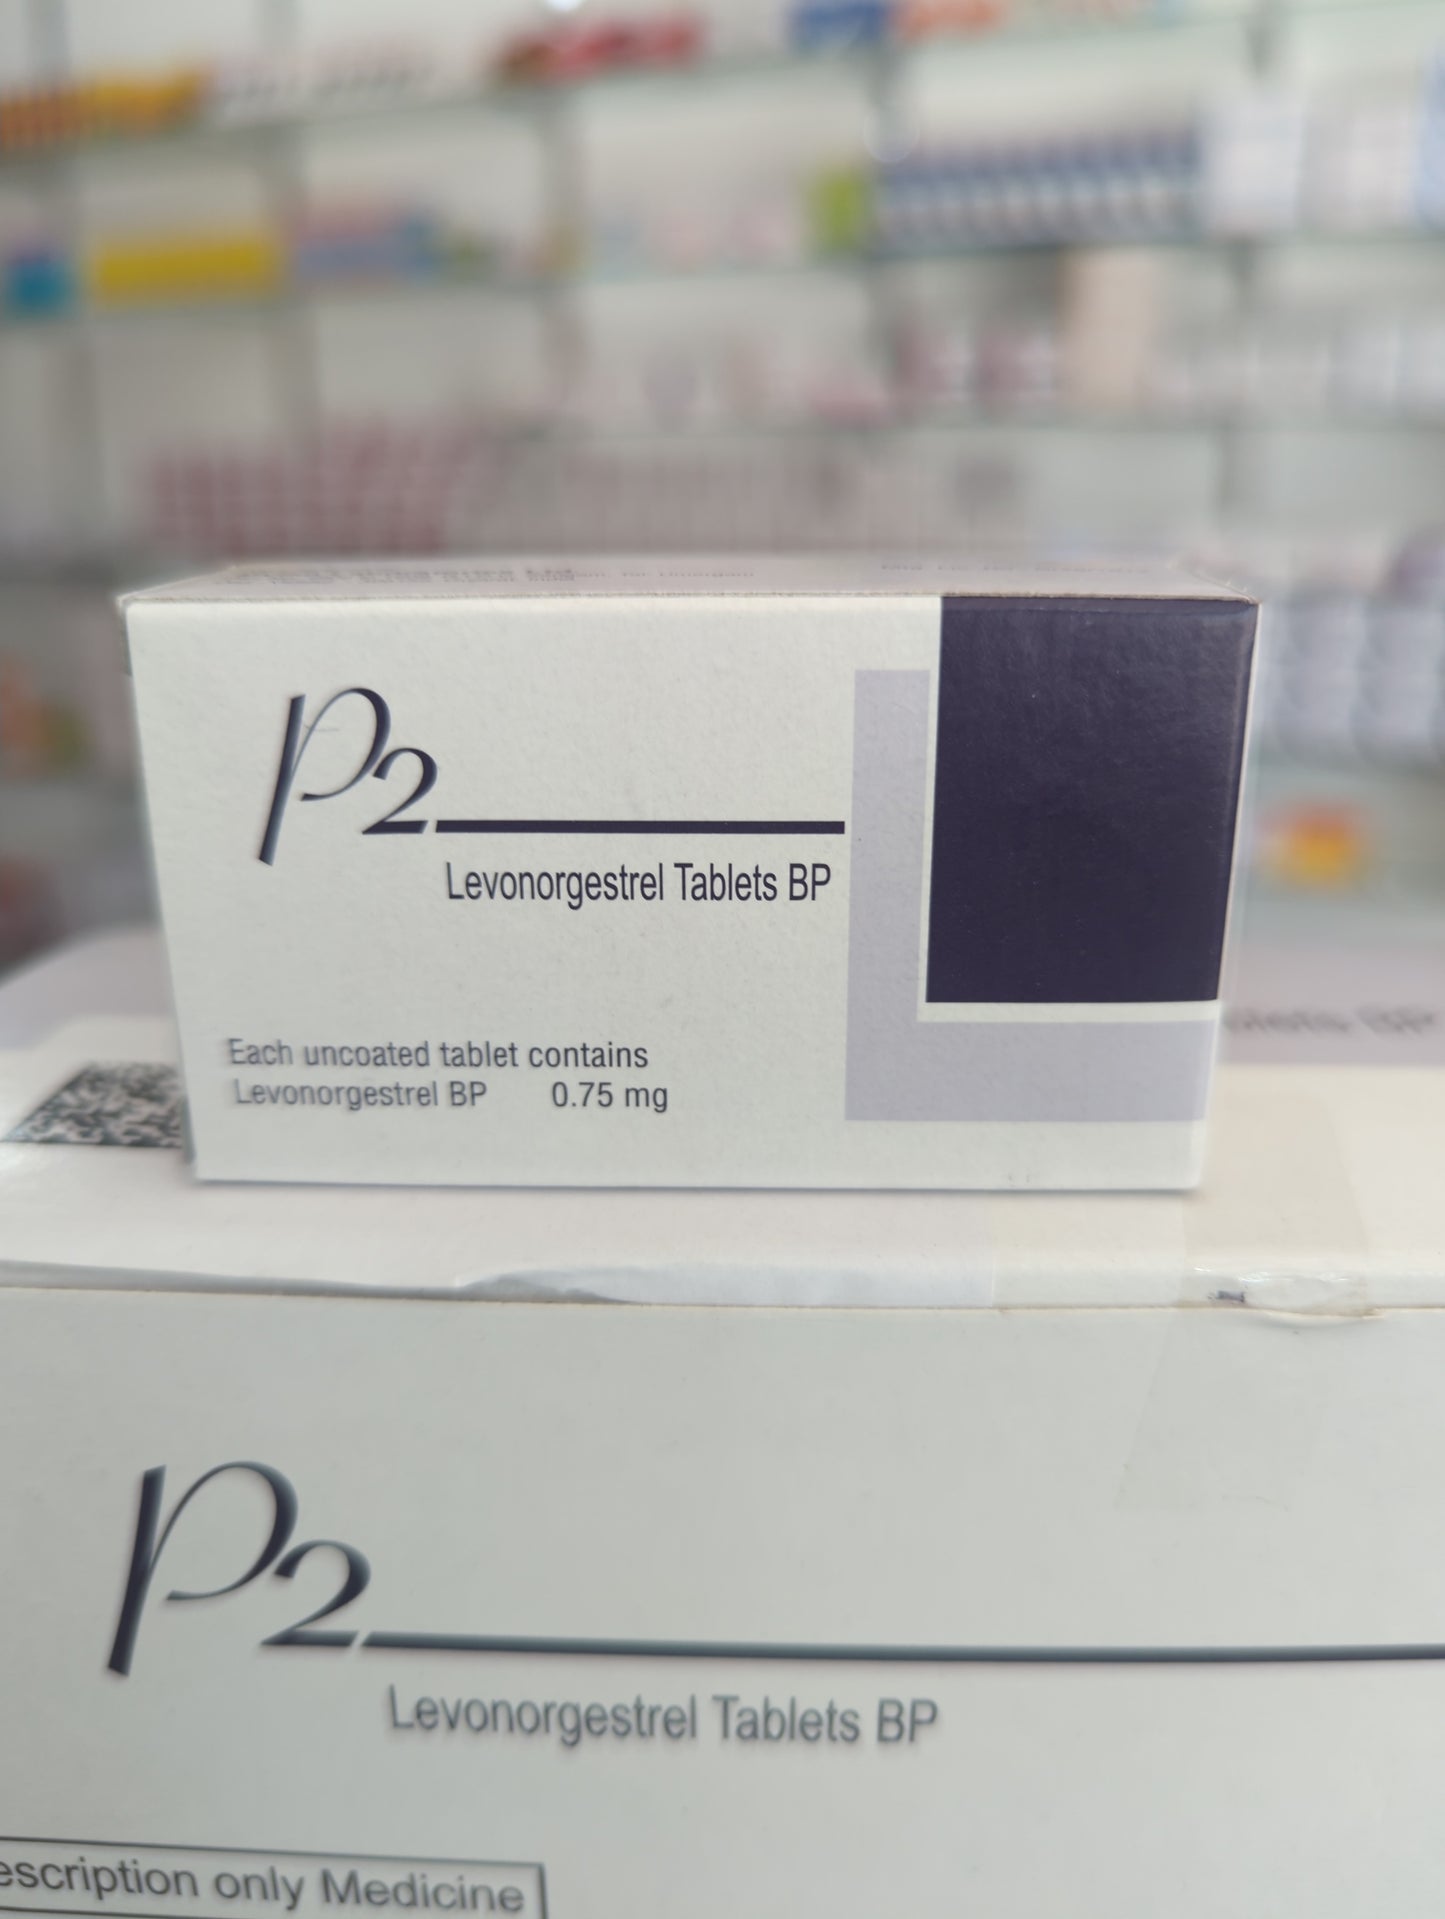 P2
Levonorgestrel Tablets BP
Each uncoated tablet contains
Levonorgestrel BP 0.75 mg
BP
P2
Levonorgestrel Tablets BP
only Medicine